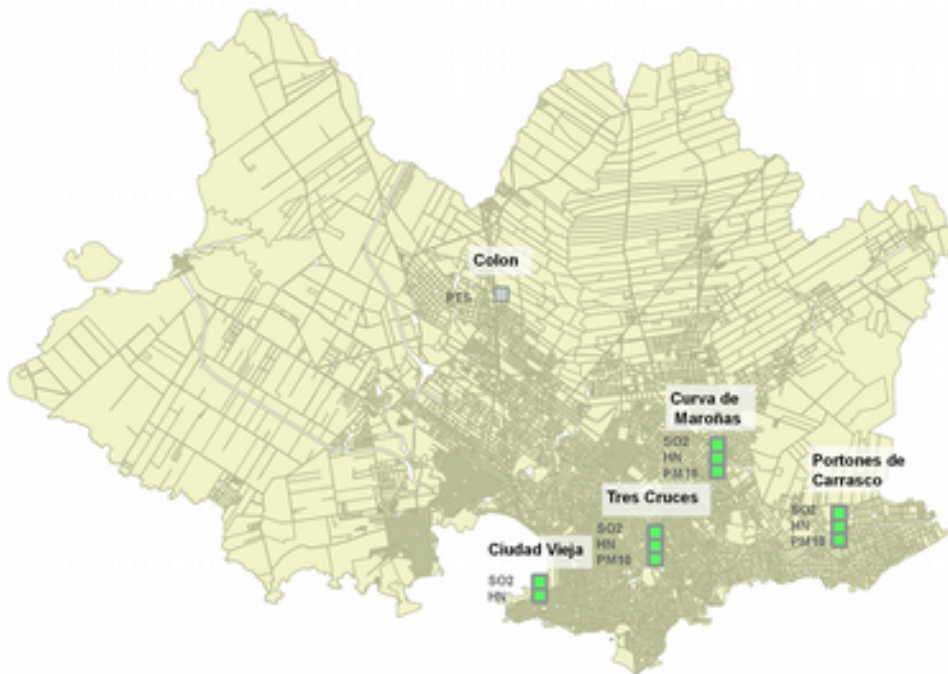 Colon
PTS
Curva de
Maroñas
SO2
HN
PM10
Portones de
Carrasco
SO2
HN
PM10
Tres Cruces
SO2
HN
PM10
Ciudad Vieja
SO2
HN